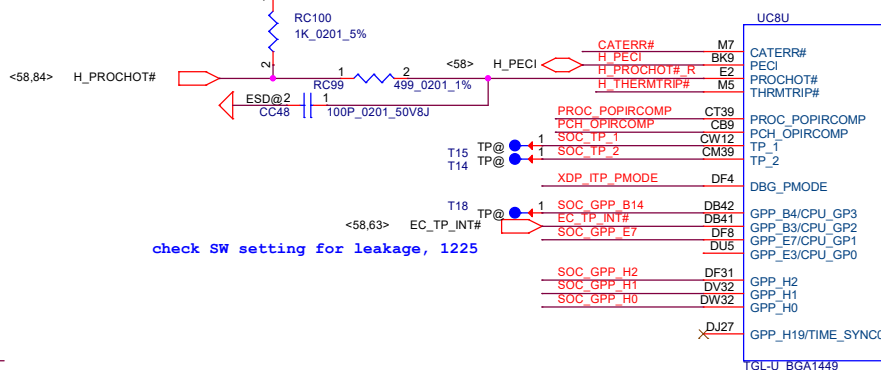 RC100
1K_0201_5%
2
UC8U
<58,84> H_PROCHOT#
1 RC99 2
499_0201_1%
<58> H_PECI
ESD@ 2 1
CC48 100P_0201_50V8J
CATERR# M7 CATERR#
H_PECI BK9 PECI
H_PROCHOT#_R E2 PROCHOT#
H_THERMTRIP# M5 THRMTRIP#
PROC_POPIRCOMP CT39 PROC_POPIRCOMP
PCH_OPIRCOMP CB9 PCH_OPIRCOMP
T15 TP@ 1 SOC_TP_1 CW12 TP_1
T14 TP@ 1 SOC_TP_2 CM39 TP_2
XDP_ITP_PMODE DF4 DBG_PMODE
T18 TP@ 1 SOC_GPP_B14 DB42 GPP_B4/CPU_GP3
<58,63> EC_TP_INT# EC_TP_INT# DB41 GPP_B3/CPU_GP2
SOC_GPP_E7 DF8 GPP_E7/CPU_GP1
DU5 GPP_E3/CPU_GP0
check SW setting for leakage, 1225
SOC_GPP_H2 DF31 GPP_H2
SOC_GPP_H1 DV32 GPP_H1
SOC_GPP_H0 DW32 GPP_H0
DJ27 GPP_H19/TIME_SYNC0
TGL-U_BGA1449